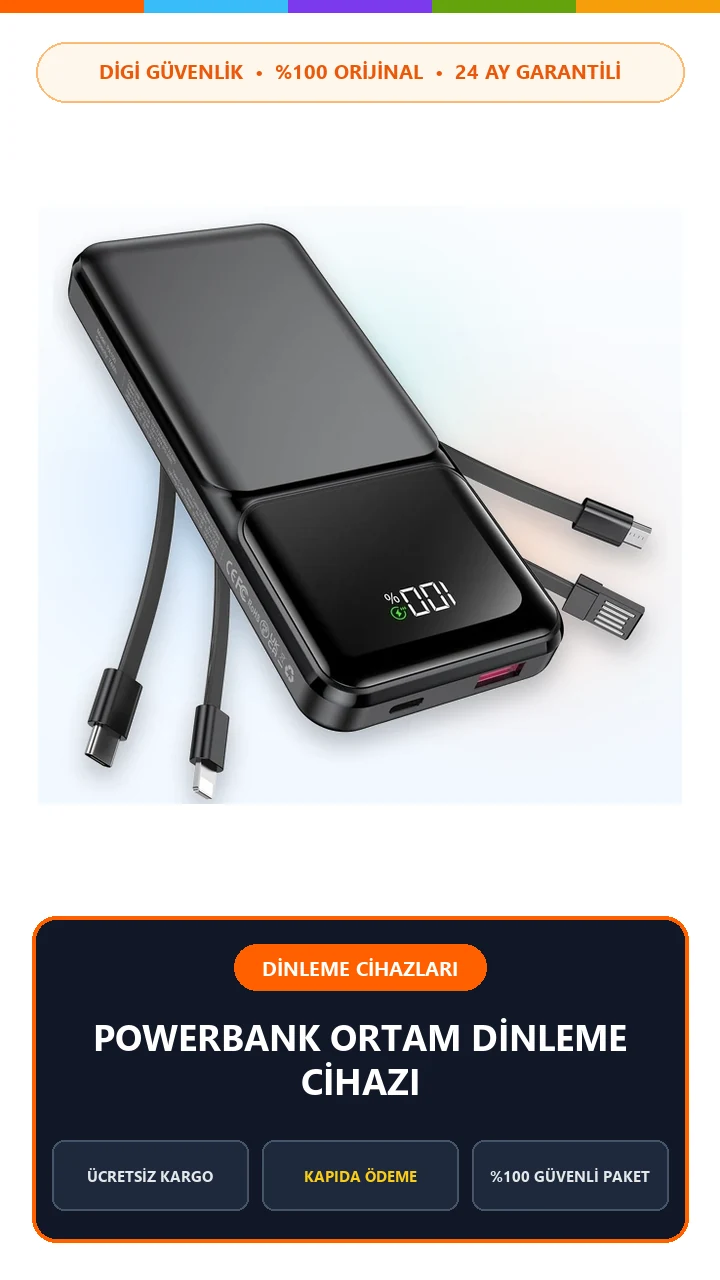 DİGİ GÜVENLİK • %100 ORİJİNAL • 24 AY GARANTİLİ
100%
DİNLEME CİHAZLARI
POWERBANK ORTAM DİNLEME
CİHAZI
ÜCRETSİZ KARGO
KAPIDA ÖDEME
%100 GÜVENLİ PAKET